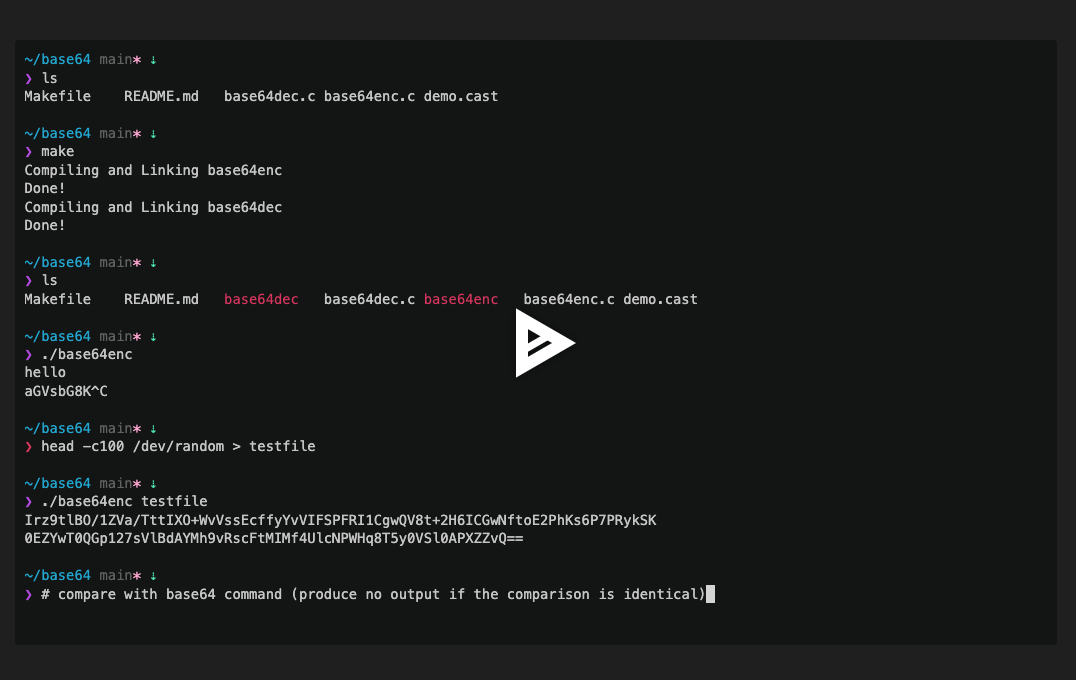 ~/base64 main* ↓
❯ ls
Makefile    README.md   base64dec.c base64enc.c demo.cast
~/base64 main* ↓
❯ make
Compiling and Linking base64enc
Done!
Compiling and Linking base64dec
Done!
~/base64 main* ↓
❯ ls
Makefile    README.md   base64dec   base64dec.c base64enc   base64enc.c demo.cast
~/base64 main* ↓
❯ ./base64enc
hello
aGVsbG8K^C
~/base64 main* ↓
❯ head -c100 /dev/random > testfile
~/base64 main* ↓
❯ ./base64enc testfile
Irz9tlBO/1ZVa/TttIXO+WvVssEcffyYvVIFSPFRI1CgwQV8t+2H6ICGwNftoE2PhKs6P7PRykSK
0EZYwT0QGp127sVlBdAYMh9vRscFtMIMf4UlcNPWHq8T5y0VSl0APXZZvQ==
~/base64 main* ↓
❯ # compare with base64 command (produce no output if the comparison is identical)